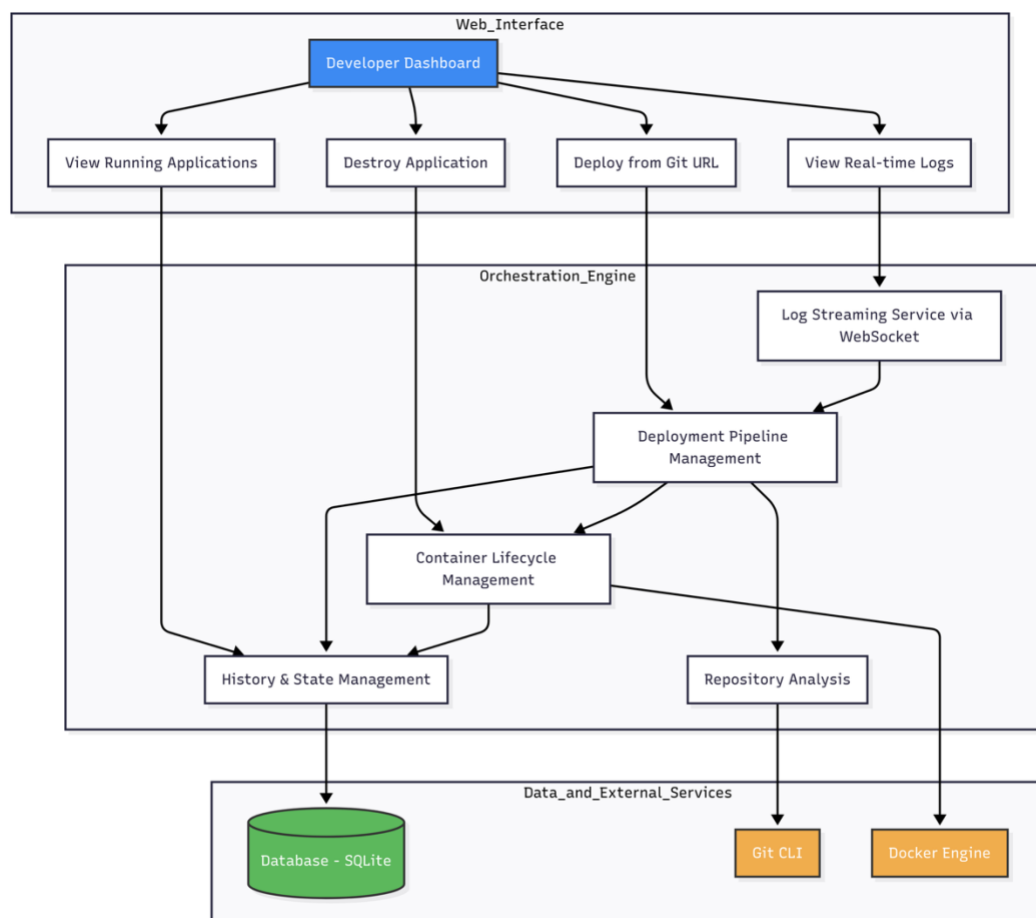 Web_Interface
Developer Dashboard
View Running Applications
Destroy Application
Deploy from Git URL
View Real-time Logs
Orchestration_Engine
Log Streaming Service via
WebSocket
Deployment Pipeline
Management
Container Lifecycle
Management
History & State Management
Repository Analysis
Data_and_External_Services
Database - SQLite
Git CLI
Docker Engine